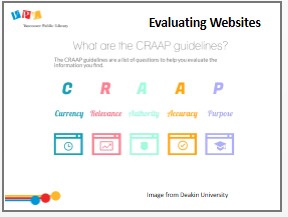 Vancouver Public Library
Evaluating Websites
What are the CRAAP guidelines?
The CRAAP guidelines are a list of questions to help you evaluate the
information you find.
C R A A P
Currency Relevance Authority Accuracy Purpose
Image from Deakin University